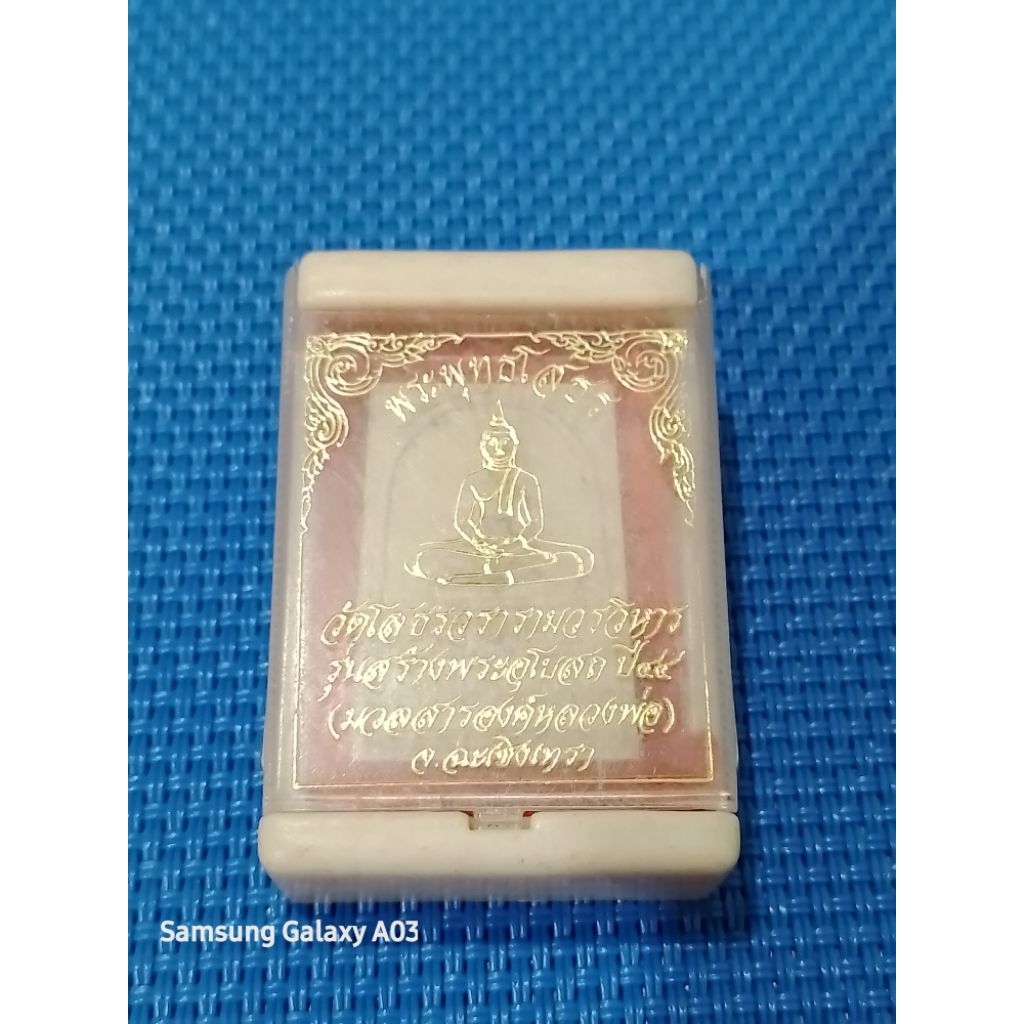 พระพุทธโสธร
วัดโสธรวรารามวรวิหาร
รุ่นสร้างพระอุโบสถ ปี๔๕
(มวลสารองค์หลวงพ่อ)
จ.ฉะเชิงเทรา
Samsung Galaxy A03